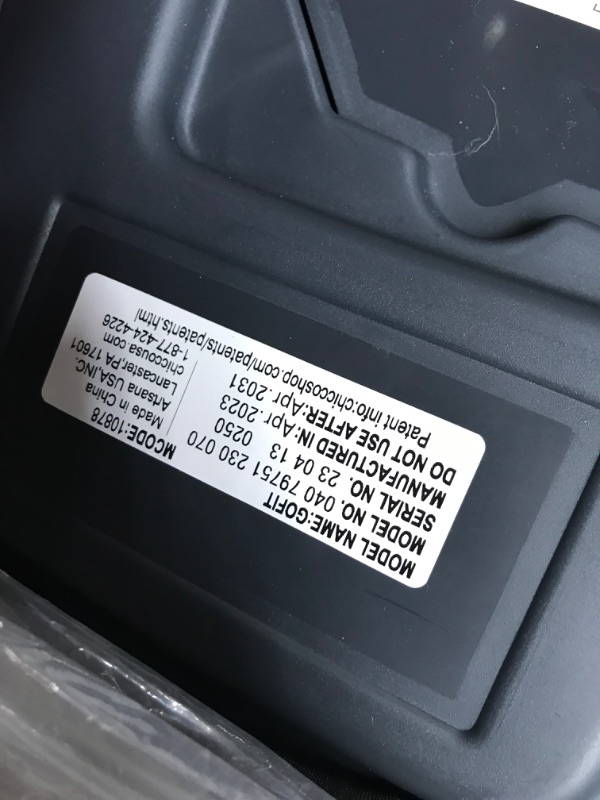 MODEL NAME:GOFIT
MODEL NO. 040 79751 230 070
SERIAL NO. 23 04 13 0250
MANUFACTURED IN:Apr.2023
DO NOT USE AFTER:Apr.2031
Patent info:chiccoshop.com/patents/patents.html
MCODE:10878
Made in China
Artsana USA,INC.
Lancaster,PA 17601
chiccousa.com
1-877-424-4226